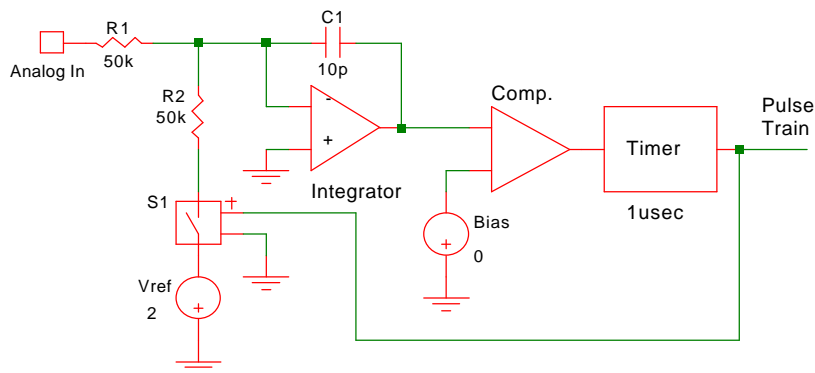 R1
50k
Analog In
C1
10p
R2
50k
-
+
Integrator
Comp.
Timer
1usec
Pulse
Train
S1
+
Bias
+
0
Vref
+
2